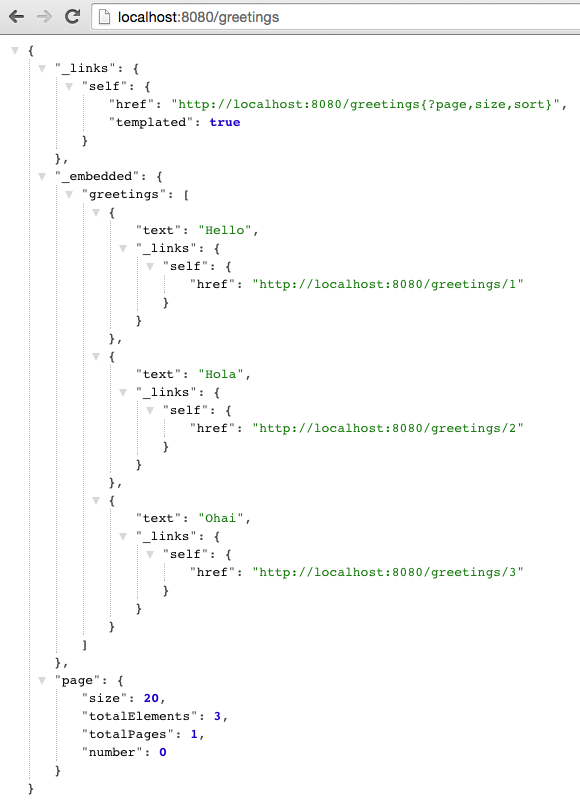 localhost:8080/greetings
{
"_links": {
"self": {
"href": "http://localhost:8080/greetings{?page,size,sort}",
"templated": true
}
},
"_embedded": {
"greetings": [
{
"text": "Hello",
"_links": {
"self": {
"href": "http://localhost:8080/greetings/1"
}
}
},
{
"text": "Hola",
"_links": {
"self": {
"href": "http://localhost:8080/greetings/2"
}
}
},
{
"text": "Ohai",
"_links": {
"self": {
"href": "http://localhost:8080/greetings/3"
}
}
}
]
},
"page": {
"size": 20,
"totalElements": 3,
"totalPages": 1,
"number": 0
}
}